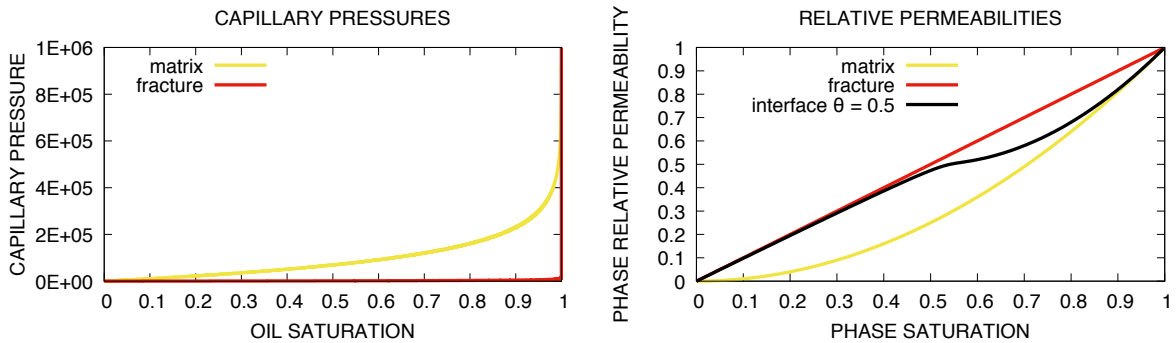 CAPILLARY PRESSURES
CAPILLARY PRESSURE
1E+06
8E+05
6E+05
4E+05
2E+05
0E+00
matrix
fracture
0 0.1 0.2 0.3 0.4 0.5 0.6 0.7 0.8 0.9 1
OIL SATURATION
RELATIVE PERMEABILITIES
PHASE RELATIVE PERMEABILITY
1
0.9
0.8
0.7
0.6
0.5
0.4
0.3
0.2
0.1
0
matrix
fracture
interface θ = 0.5
0 0.1 0.2 0.3 0.4 0.5 0.6 0.7 0.8 0.9 1
PHASE SATURATION